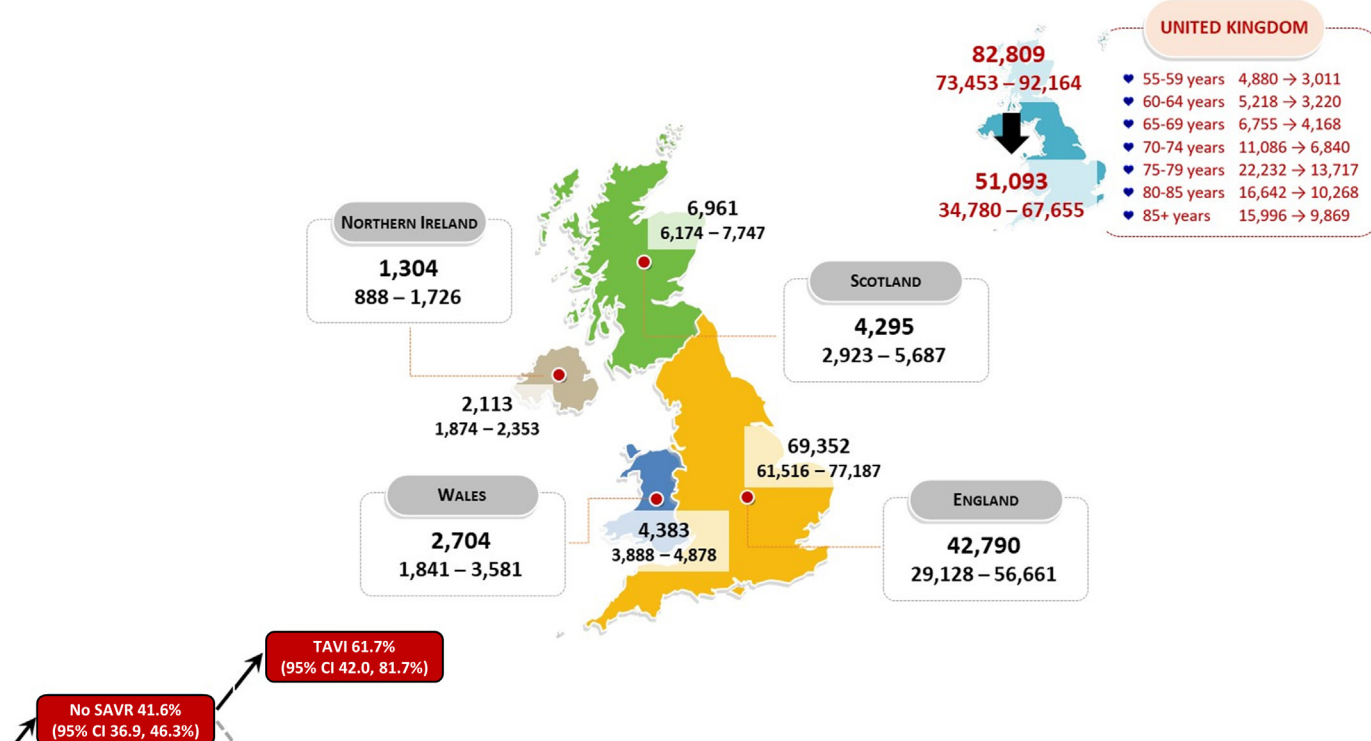 82,809
73,453 – 92,164
51,093
34,780 – 67,655
UNITED KINGDOM
55-59 years 4,880 → 3,011
60-64 years 5,218 → 3,220
65-69 years 6,755 → 4,168
70-74 years 11,086 → 6,840
75-79 years 22,232 → 13,717
80-85 years 16,642 → 10,268
85+ years 15,996 → 9,869
6,961
6,174 – 7,747
NORTHERN IRELAND
1,304
888 – 1,726
SCOTLAND
4,295
2,923 – 5,687
2,113
1,874 – 2,353
69,352
61,516 – 77,187
WALES
2,704
1,841 – 3,581
4,383
3,888 – 4,878
ENGLAND
42,790
29,128 – 56,661
TAVI 61.7%
(95% CI 42.0, 81.7%)
No SAVR 41.6%
(95% CI 36.9, 46.3%)